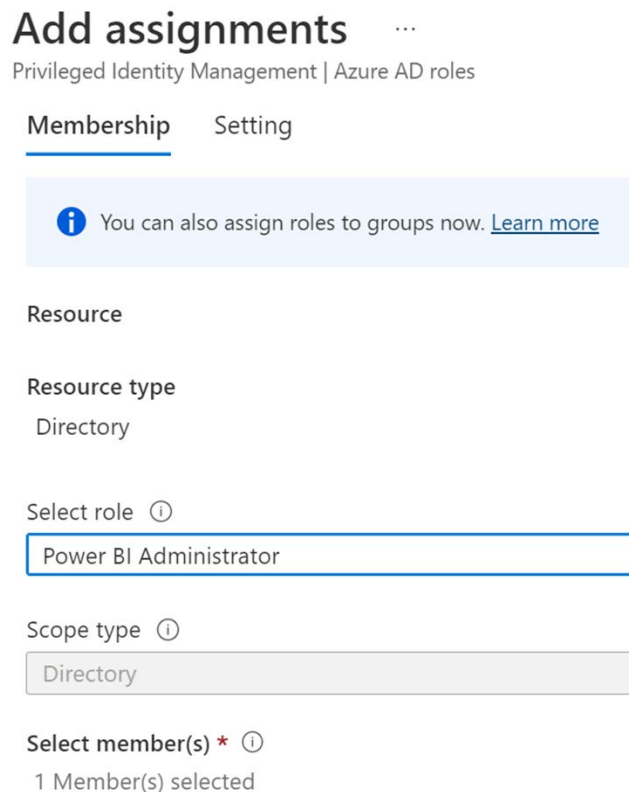 Add assignments ...
Privileged Identity Management | Azure AD roles
Membership Setting
You can also assign roles to groups now. Learn more
Resource
Resource type
Directory
Select role
Power BI Administrator
Scope type
Directory
Select member(s) *
1 Member(s) selected